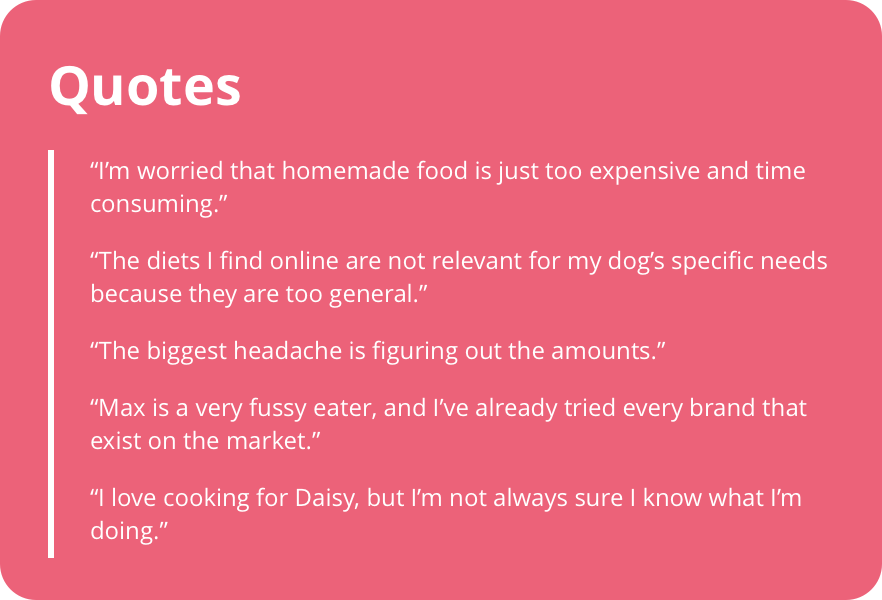 Quotes
“I’m worried that homemade food is just too expensive and time
consuming.”
“The diets I find online are not relevant for my dog’s specific needs
because they are too general.”
“The biggest headache is figuring out the amounts.”
“Max is a very fussy eater, and I’ve already tried every brand that
exist on the market.”
“I love cooking for Daisy, but I’m not always sure I know what I’m
doing.”